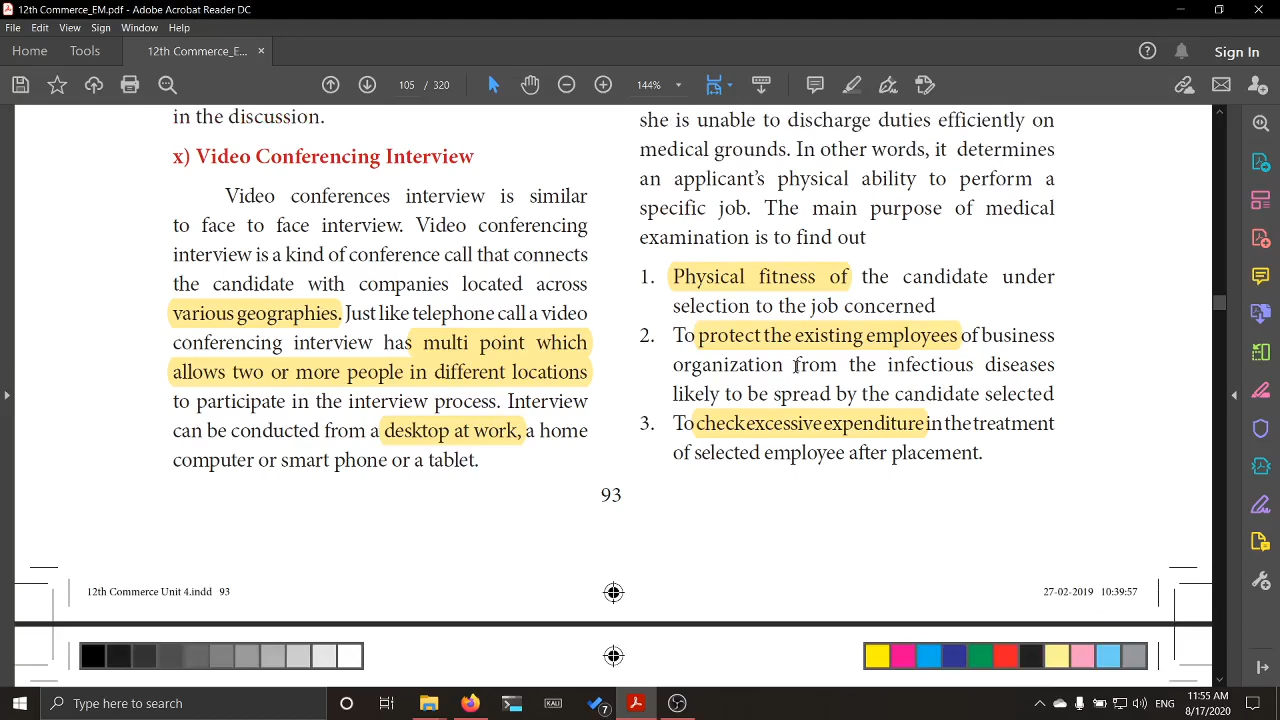 12th Commerce_EM.pdf - Adobe Acrobat Reader DC
File Edit View Sign Window Help
Home Tools 12th Commerce_E... × Sign In
105 / 320 144%
in the discussion.
x) Video Conferencing Interview
Video conferences interview is similar
to face to face interview. Video conferencing
interview is a kind of conference call that connects
the candidate with companies located across
various geographies. Just like telephone call a video
conferencing interview has multi point which
allows two or more people in different locations
to participate in the interview process. Interview
can be conducted from a desktop at work, a home
computer or smart phone or a tablet.
she is unable to discharge duties efficiently on
medical grounds. In other words, it determines
an applicant's physical ability to perform a
specific job. The main purpose of medical
examination is to find out
1. Physical fitness of the candidate under
selection to the job concerned
2. To protect the existing employees of business
organization from the infectious diseases
likely to be spread by the candidate selected
3. To check excessive expenditure in the treatment
of selected employee after placement.
93
12th Commerce Unit 4.indd 93
27-02-2019 10:39:57
Type here to search
KALI
7
ENG
11:55 AM
8/17/2020